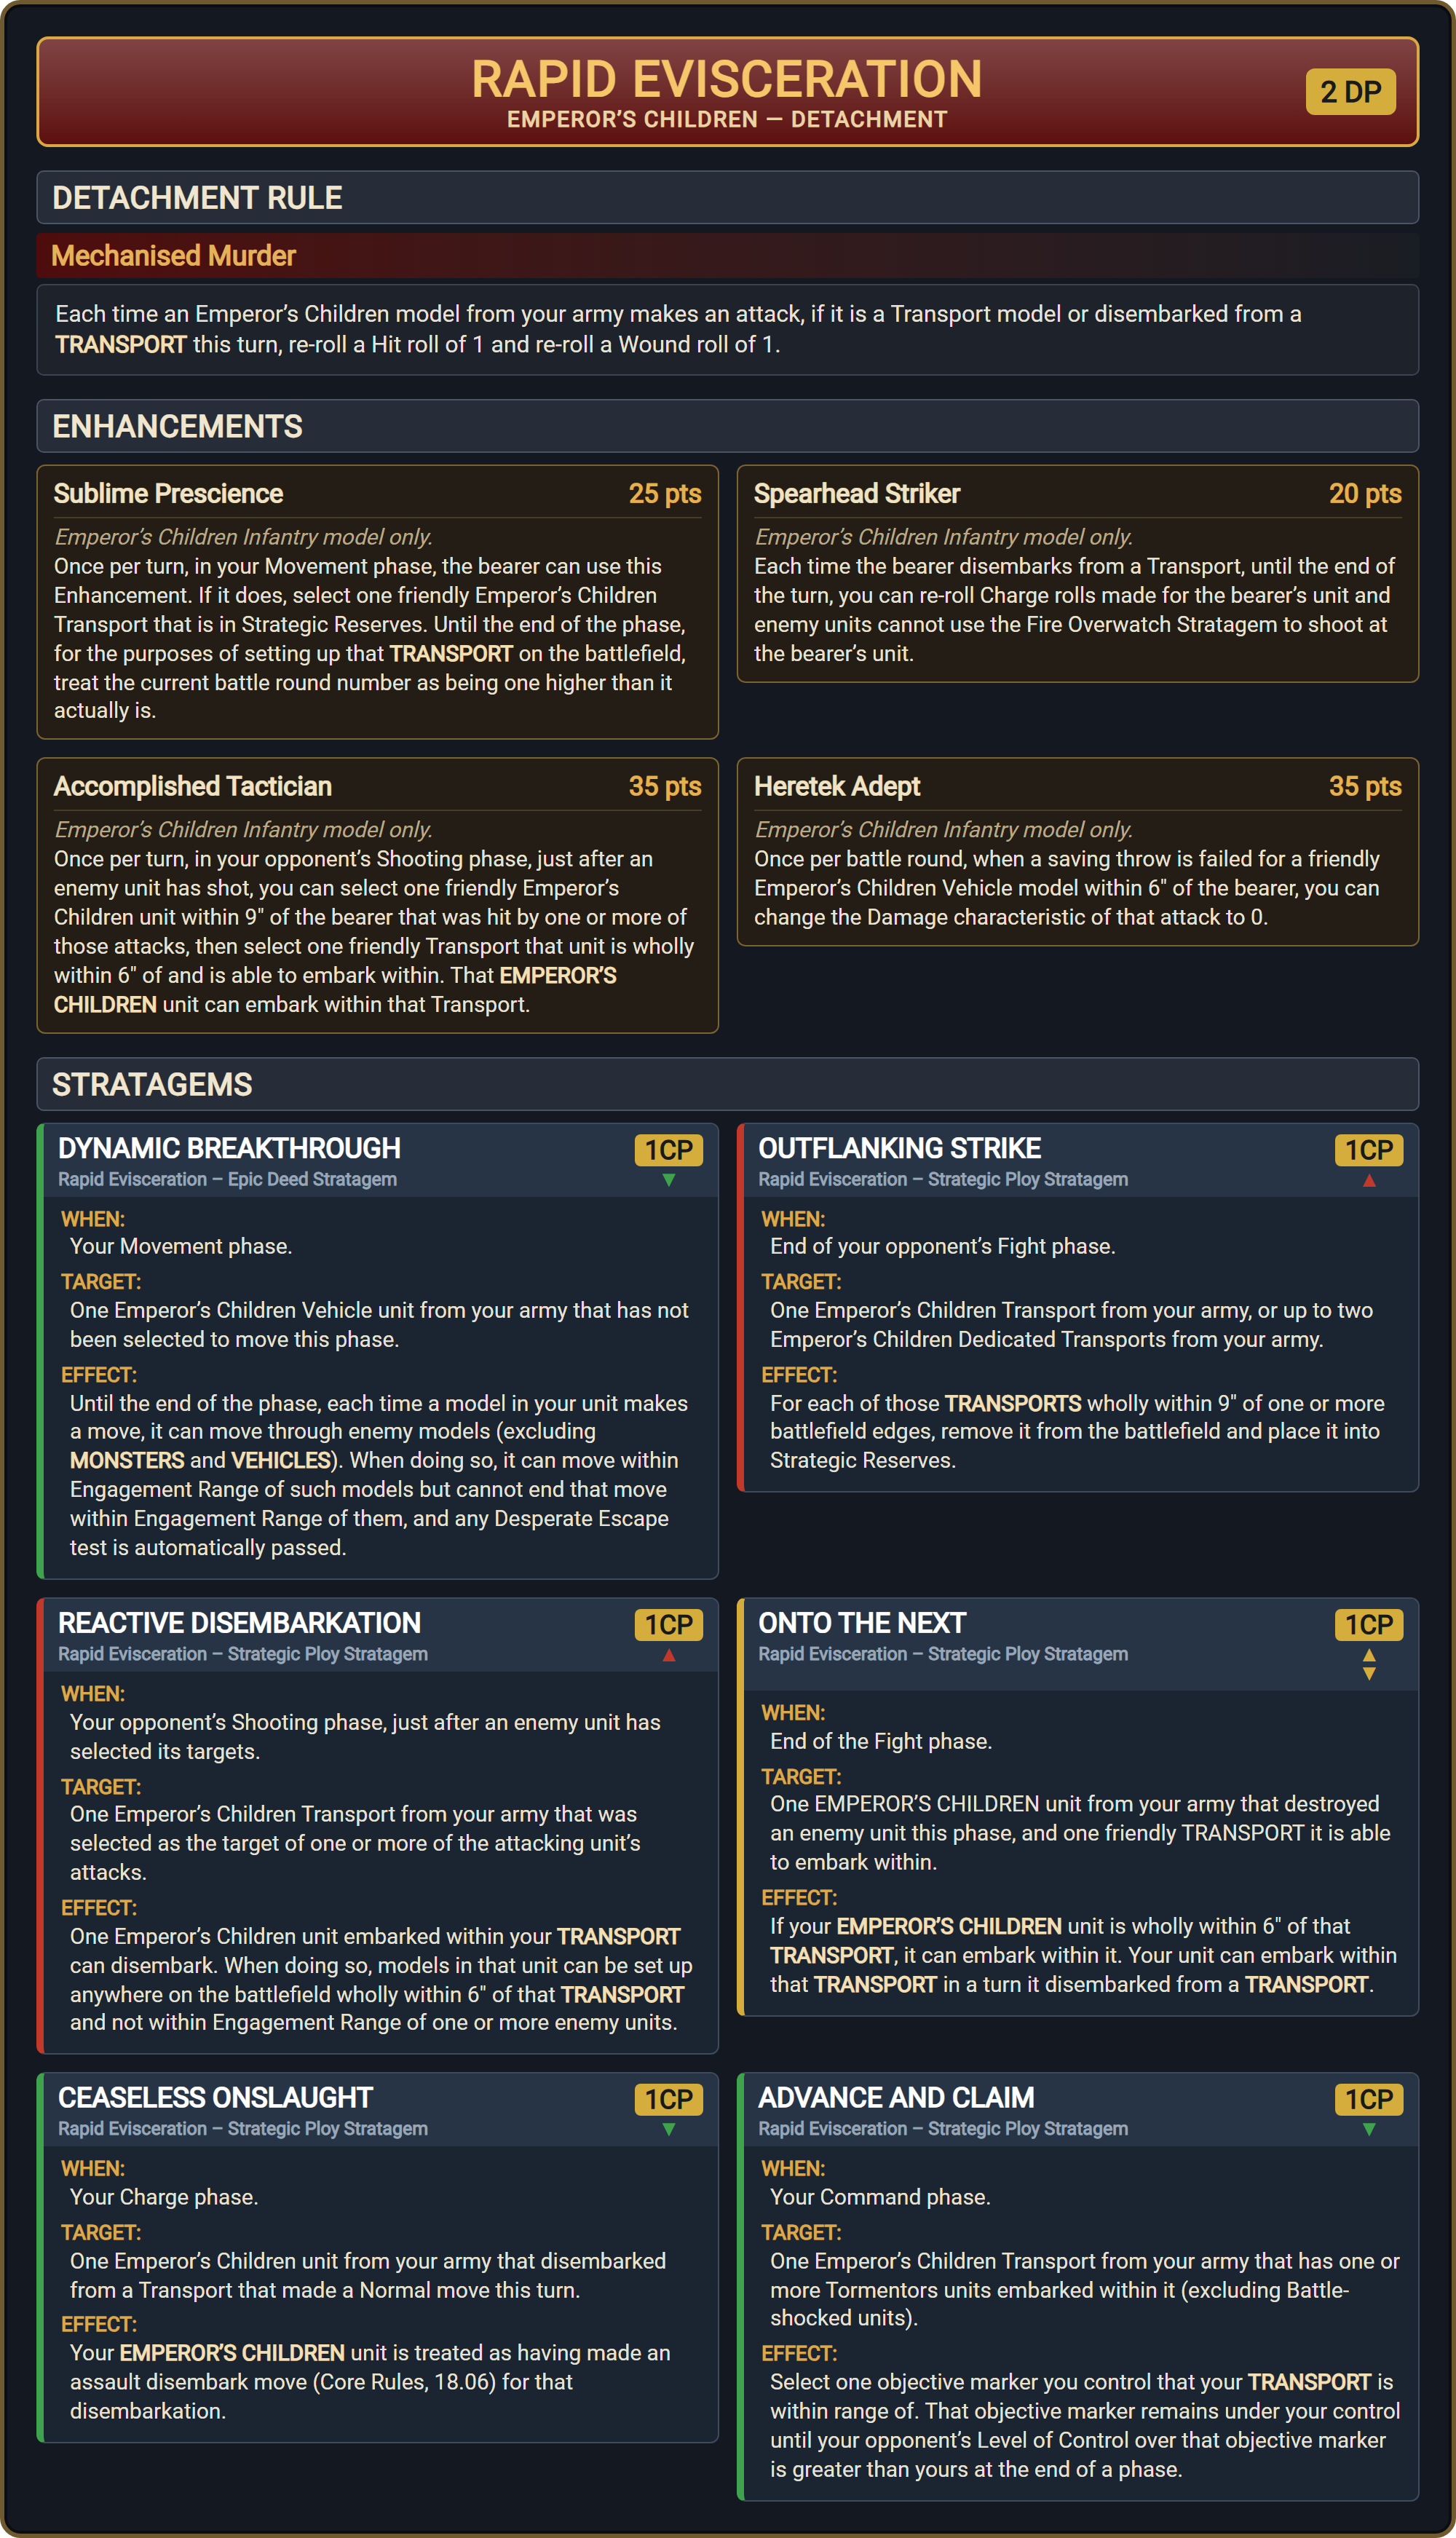 RAPID EVISCERATION
EMPEROR’S CHILDREN — DETACHMENT
2 DP
DETACHMENT RULE
Mechanised Murder
Each time an Emperor’s Children model from your army makes an attack, if it is a Transport model or disembarked from a
TRANSPORT this turn, re-roll a Hit roll of 1 and re-roll a Wound roll of 1.
ENHANCEMENTS
Sublime Prescience
25 pts
Emperor’s Children Infantry model only.
Once per turn, in your Movement phase, the bearer can use this
Enhancement. If it does, select one friendly Emperor’s Children
Transport that is in Strategic Reserves. Until the end of the phase,
for the purposes of setting up that TRANSPORT on the battlefield,
treat the current battle round number as being one higher than it
actually is.
Spearhead Striker
20 pts
Emperor’s Children Infantry model only.
Each time the bearer disembarks from a Transport, until the end of
the turn, you can re-roll Charge rolls made for the bearer’s unit and
enemy units cannot use the Fire Overwatch Stratagem to shoot at
the bearer’s unit.
Accomplished Tactician
35 pts
Emperor’s Children Infantry model only.
Once per turn, in your opponent’s Shooting phase, just after an
enemy unit has shot, you can select one friendly Emperor’s
Children unit within 9" of the bearer that was hit by one or more of
those attacks, then select one friendly Transport that unit is wholly
within 6" of and is able to embark within. That EMPEROR’S
CHILDREN unit can embark within that Transport.
Heretek Adept
35 pts
Emperor’s Children Infantry model only.
Once per battle round, when a saving throw is failed for a friendly
Emperor’s Children Vehicle model within 6" of the bearer, you can
change the Damage characteristic of that attack to 0.
STRATAGEMS
DYNAMIC BREAKTHROUGH
1CP
Rapid Evisceration – Epic Deed Stratagem
▼
WHEN:
Your Movement phase.
TARGET:
One Emperor’s Children Vehicle unit from your army that has not
been selected to move this phase.
EFFECT:
Until the end of the phase, each time a model in your unit makes
a move, it can move through enemy models (excluding
MONSTERS and VEHICLES). When doing so, it can move within
Engagement Range of such models but cannot end that move
within Engagement Range of them, and any Desperate Escape
test is automatically passed.
OUTFLANKING STRIKE
1CP
Rapid Evisceration – Strategic Ploy Stratagem
▲
WHEN:
End of your opponent’s Fight phase.
TARGET:
One Emperor’s Children Transport from your army, or up to two
Emperor’s Children Dedicated Transports from your army.
EFFECT:
For each of those TRANSPORTS wholly within 9" of one or more
battlefield edges, remove it from the battlefield and place it into
Strategic Reserves.
REACTIVE DISEMBARKATION
1CP
Rapid Evisceration – Strategic Ploy Stratagem
▲
WHEN:
Your opponent’s Shooting phase, just after an enemy unit has
selected its targets.
TARGET:
One Emperor’s Children Transport from your army that was
selected as the target of one or more of the attacking unit’s
attacks.
EFFECT:
One Emperor’s Children unit embarked within your TRANSPORT
can disembark. When doing so, models in that unit can be set up
anywhere on the battlefield wholly within 6" of that TRANSPORT
and not within Engagement Range of one or more enemy units.
ONTO THE NEXT
1CP
Rapid Evisceration – Strategic Ploy Stratagem
▲
▼
WHEN:
End of the Fight phase.
TARGET:
One EMPEROR’S CHILDREN unit from your army that destroyed
an enemy unit this phase, and one friendly TRANSPORT it is able
to embark within.
EFFECT:
If your EMPEROR’S CHILDREN unit is wholly within 6" of that
TRANSPORT, it can embark within it. Your unit can embark within
that TRANSPORT in a turn it disembarked from a TRANSPORT.
CEASELESS ONSLAUGHT
1CP
Rapid Evisceration – Strategic Ploy Stratagem
▼
WHEN:
Your Charge phase.
TARGET:
One Emperor’s Children unit from your army that disembarked
from a Transport that made a Normal move this turn.
EFFECT:
Your EMPEROR’S CHILDREN unit is treated as having made an
assault disembark move (Core Rules, 18.06) for that
disembarkation.
ADVANCE AND CLAIM
1CP
Rapid Evisceration – Strategic Ploy Stratagem
▼
WHEN:
Your Command phase.
TARGET:
One Emperor’s Children Transport from your army that has one or
more Tormentors units embarked within it (excluding Battle-
shocked units).
EFFECT:
Select one objective marker you control that your TRANSPORT is
within range of. That objective marker remains under your control
until your opponent’s Level of Control over that objective marker
is greater than yours at the end of a phase.